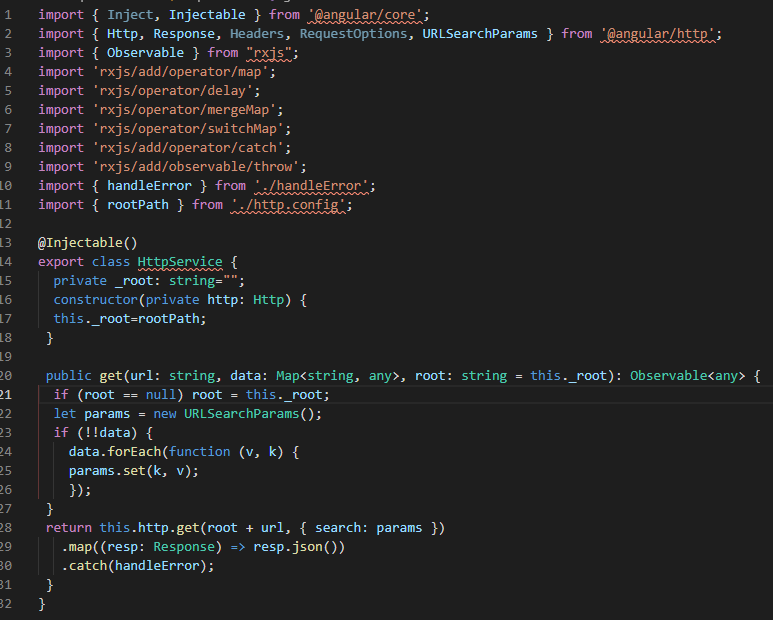 1 import { Inject, Injectable } from '@angular/core';
2 import { Http, Response, Headers, RequestOptions, URLSearchParams } from '@angular/http';
3 import { Observable } from "rxjs";
4 import 'rxjs/add/operator/map';
5 import 'rxjs/operator/delay';
6 import 'rxjs/operator/mergeMap';
7 import 'rxjs/operator/switchMap';
8 import 'rxjs/add/operator/catch';
9 import 'rxjs/add/observable/throw';
10 import { handleError } from './handleError';
11 import { rootPath } from './http.config';
12
13 @Injectable()
14 export class HttpService {
15 private _root: string="";
16 constructor(private http: Http) {
17 this._root=rootPath;
18 }
19
20 public get(url: string, data: Map<string, any>, root: string = this._root): Observable<any> {
21 if (root == null) root = this._root;
22 let params = new URLSearchParams();
23 if (!!data) {
24 data.forEach(function (v, k) {
25 params.set(k, v);
26 });
27 }
28 return this.http.get(root + url, { search: params })
29 .map((resp: Response) => resp.json())
30 .catch(handleError);
31 }
32 }